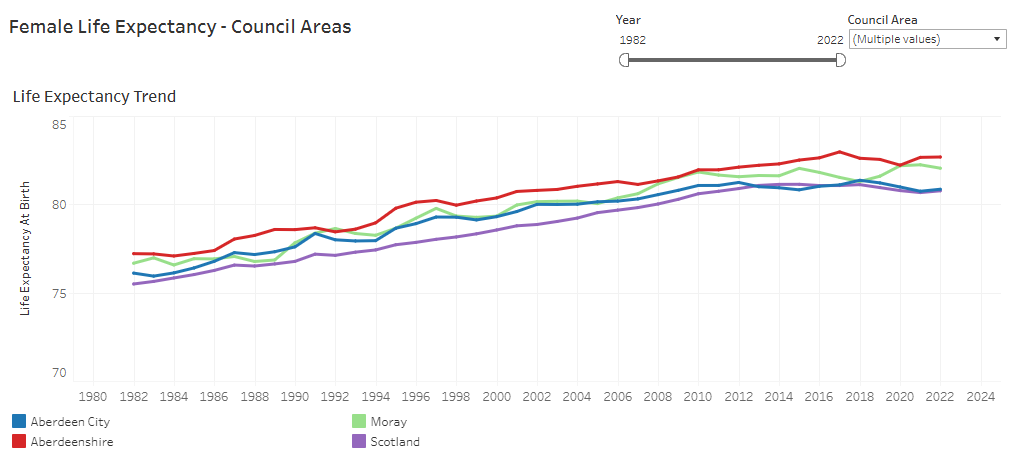 Female Life Expectancy - Council Areas
Year
1982 2022
Council Area
(Multiple values)
Life Expectancy Trend
Life Expectancy At Birth
85
80
75
70
1980 1982 1984 1986 1988 1990 1992 1994 1996 1998 2000 2002 2004 2006 2008 2010 2012 2014 2016 2018 2020 2022 2024
Aberdeen City Moray
Aberdeenshire Scotland